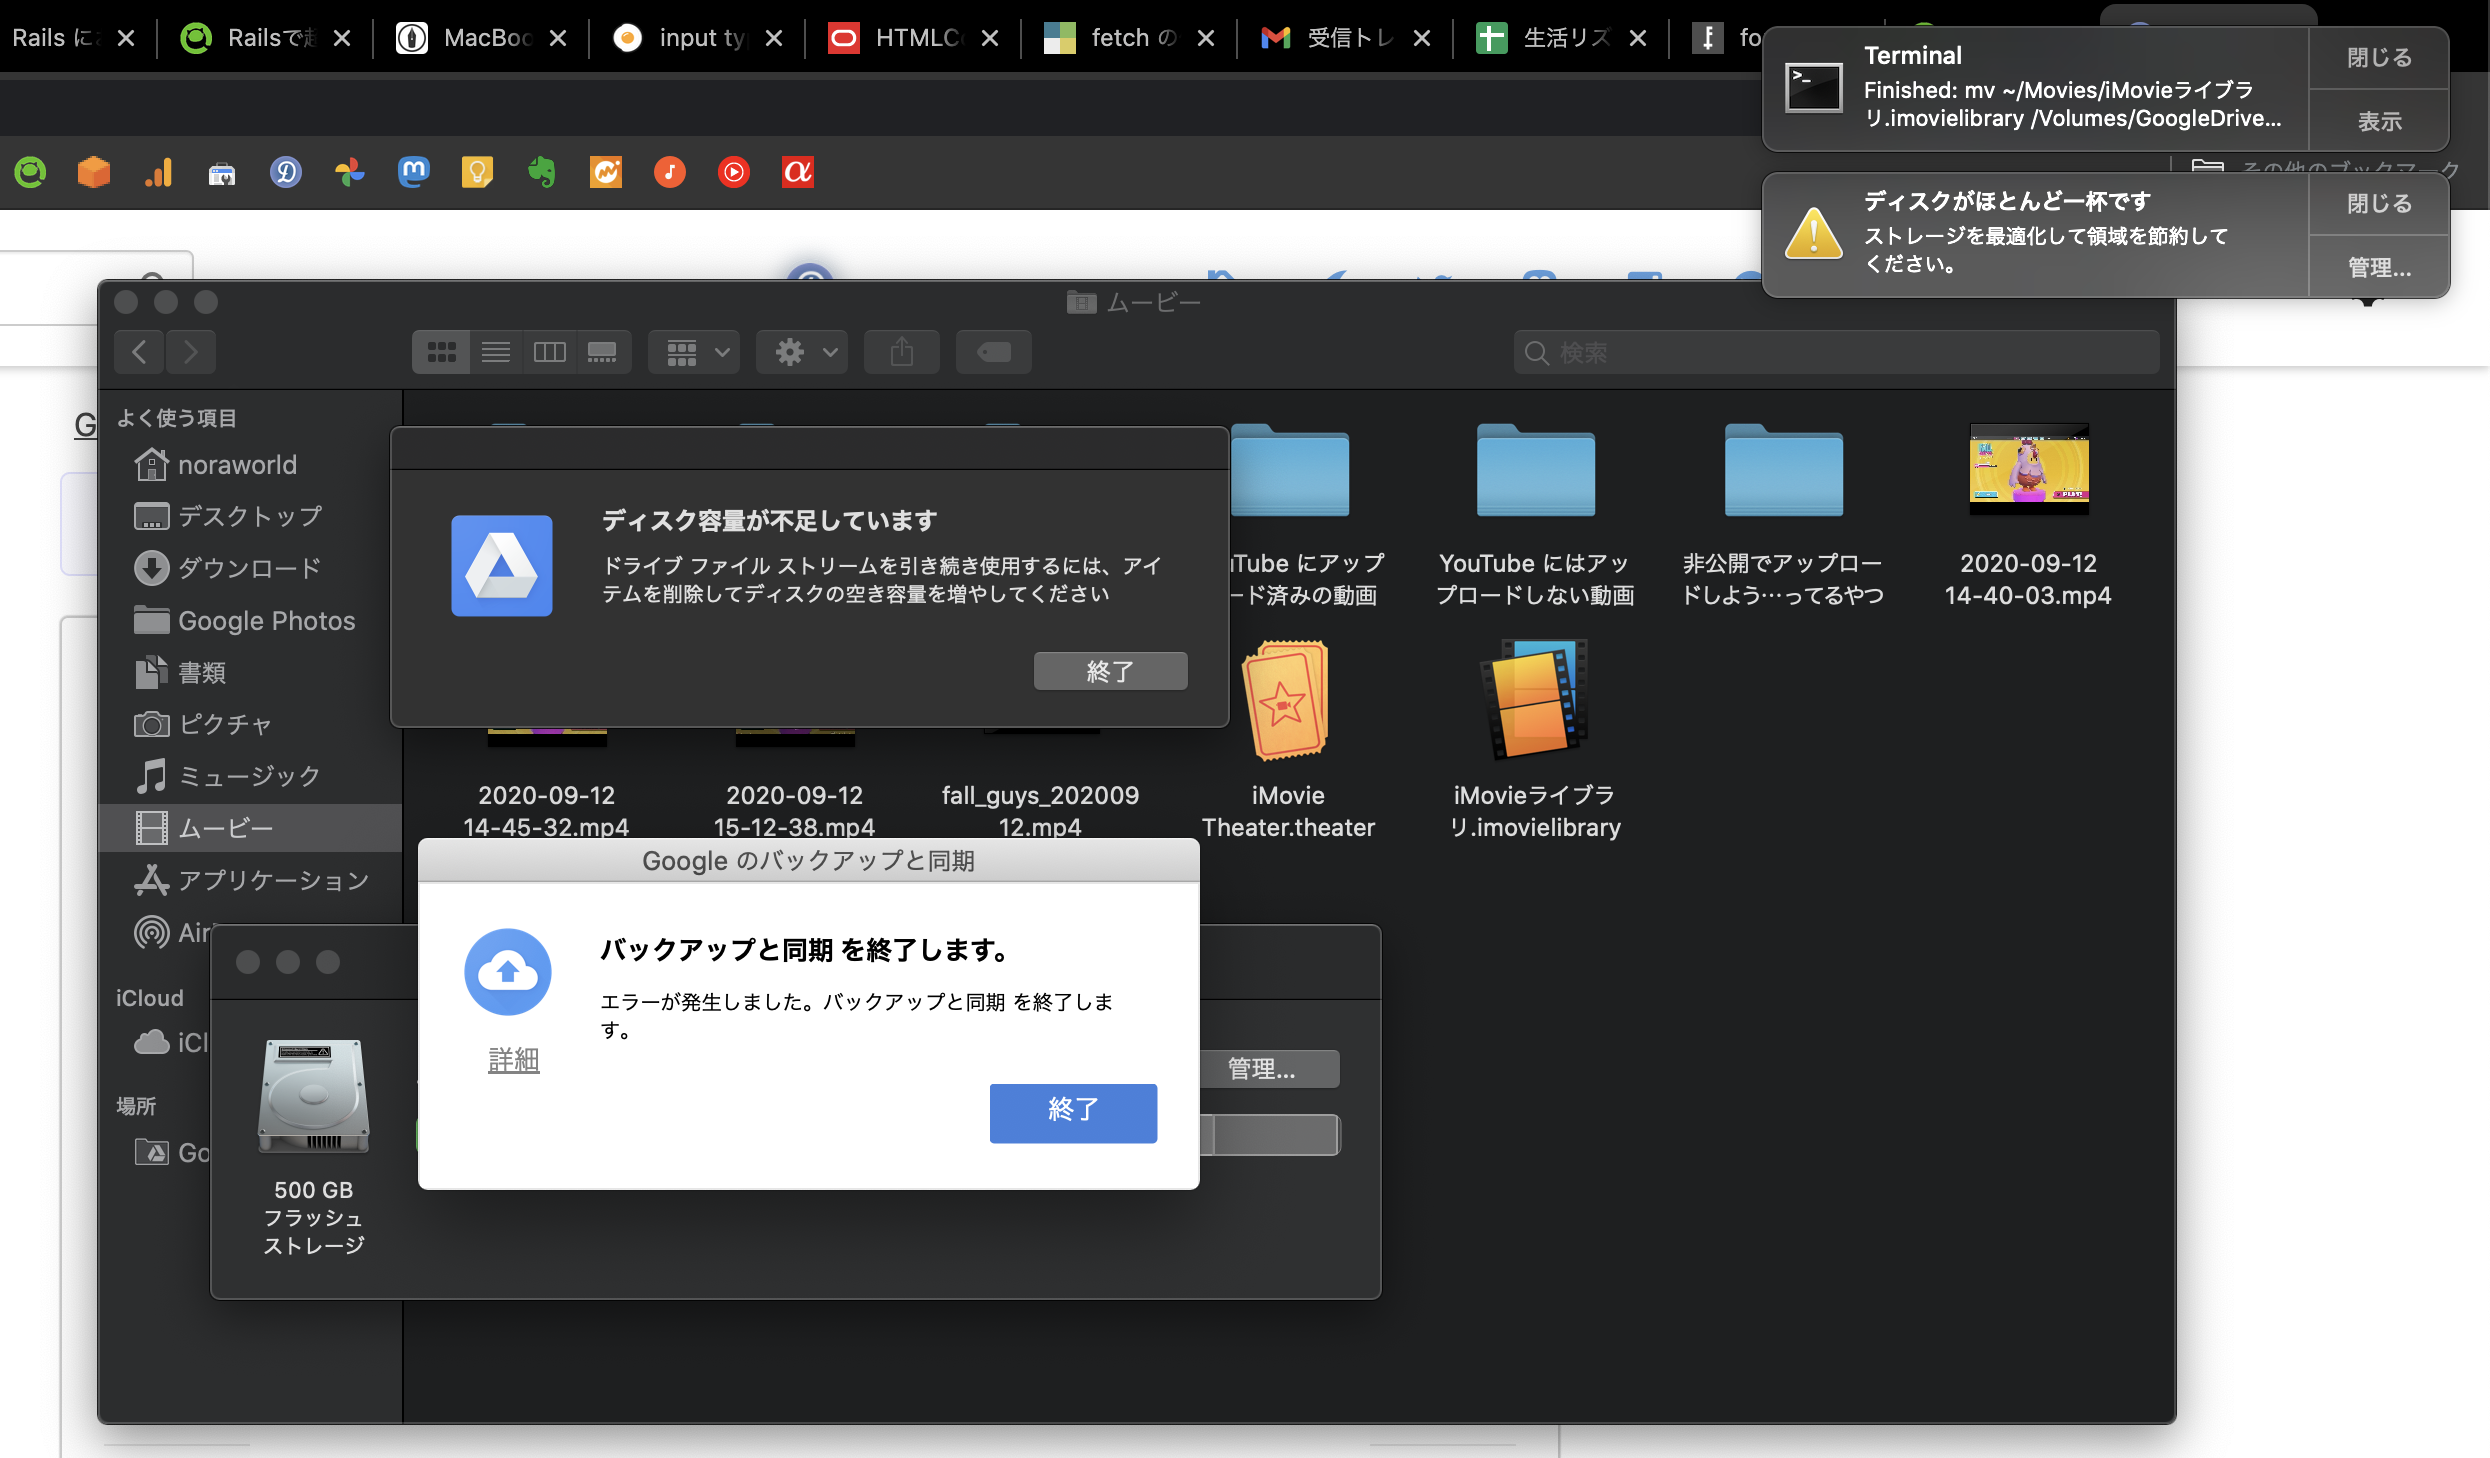 Rails に
Railsで
MacBoo
input ty
HTMLC
fetch の
受信トレ
生活リズ
fo
Terminal
Finished: mv ~/Movies/iMovieライブラ
リ.imovielibrary /Volumes/GoogleDrive...
閉じる
表示
その他のブックマーク
ディスクがほとんど一杯です
ストレージを最適化して領域を節約して
ください。
閉じる
管理...
ムービー
検索
G
よく使う項目
noraworld
デスクトップ
ダウンロード
Google Photos
書類
ピクチャ
ミュージック
ムービー
アプリケーション
Air
iCloud
iCl
場所
Go
ディスク容量が不足しています
ドライブ ファイル ストリームを引き続き使用するには、アイ
テムを削除してディスクの空き容量を増やしてください
終了
Tube にアップ
ード済みの動画
YouTube にはアッ
プロードしない動画
非公開でアップロー
ドしよう…ってるやつ
2020-09-12
14-40-03.mp4
2020-09-12
14-45-32.mp4
2020-09-12
15-12-38.mp4
fall_guys_202009
12.mp4
iMovie
Theater.theater
iMovieライブラ
リ.imovielibrary
Google のバックアップと同期
バックアップと同期 を終了します。
エラーが発生しました。バックアップと同期 を終了しま
す。
詳細
終了
管理...
500 GB
フラッシュ
ストレージ